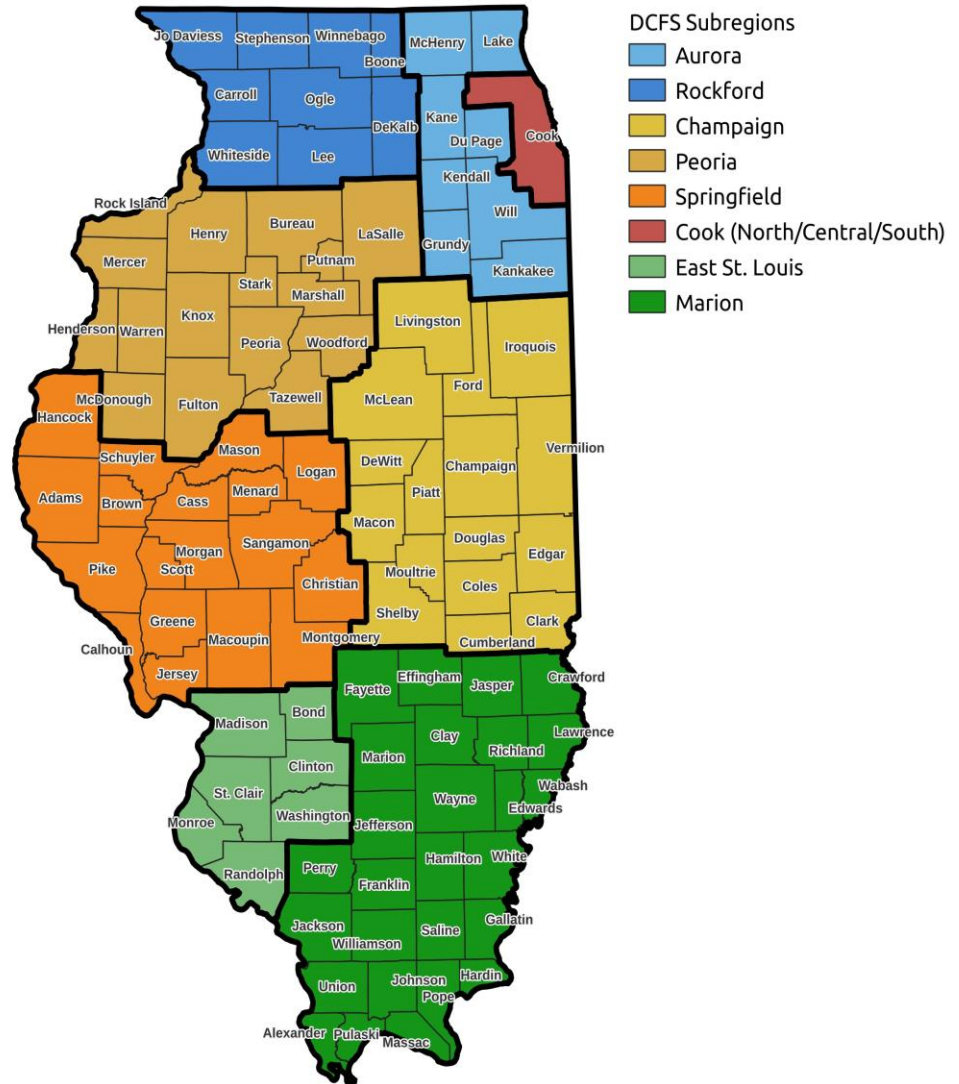 DCFS Subregions
Aurora
Rockford
Champaign
Peoria
Springfield
Cook (North/Central/South)
East St. Louis
Marion
Jo Daviess
Stephenson
Winnebago
Boone
McHenry
Lake
Carroll
Ogle
DeKalb
Kane
Cook
Du Page
Whiteside
Lee
Kendall
Will
Rock Island
Henry
Bureau
LaSalle
Grundy
Kankakee
Mercer
Putnam
Stark
Marshall
Henderson
Warren
Knox
Peoria
Woodford
Livingston
Iroquois
McDonough
Fulton
Tazewell
McLean
Ford
Hancock
Schuyler
Mason
Logan
DeWitt
Champaign
Vermilion
Adams
Brown
Cass
Menard
Piatt
Macon
Pike
Scott
Morgan
Sangamon
Christian
Moultrie
Douglas
Edgar
Coles
Greene
Macoupin
Montgomery
Shelby
Cumberland
Clark
Calhoun
Jersey
Fayette
Effingham
Jasper
Crawford
Madison
Bond
Marion
Clay
Richland
Lawrence
Clinton
St. Clair
Washington
Wayne
Wabash
Edwards
Monroe
Jefferson
Randolph
Perry
Franklin
Hamilton
White
Jackson
Williamson
Saline
Gallatin
Union
Johnson
Pope
Hardin
Alexander
Pulaski
Massac